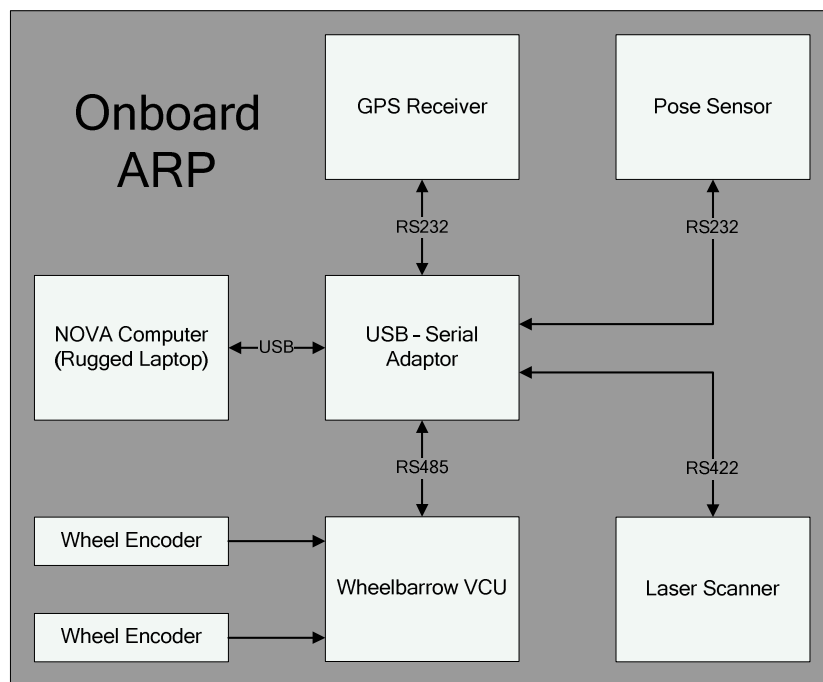 Onboard
ARP
GPS Receiver
Pose Sensor
RS232
RS232
NOVA Computer
(Rugged Laptop)
USB
USB - Serial
Adaptor
RS485
RS422
Wheel Encoder
Wheelbarrow VCU
Laser Scanner
Wheel Encoder